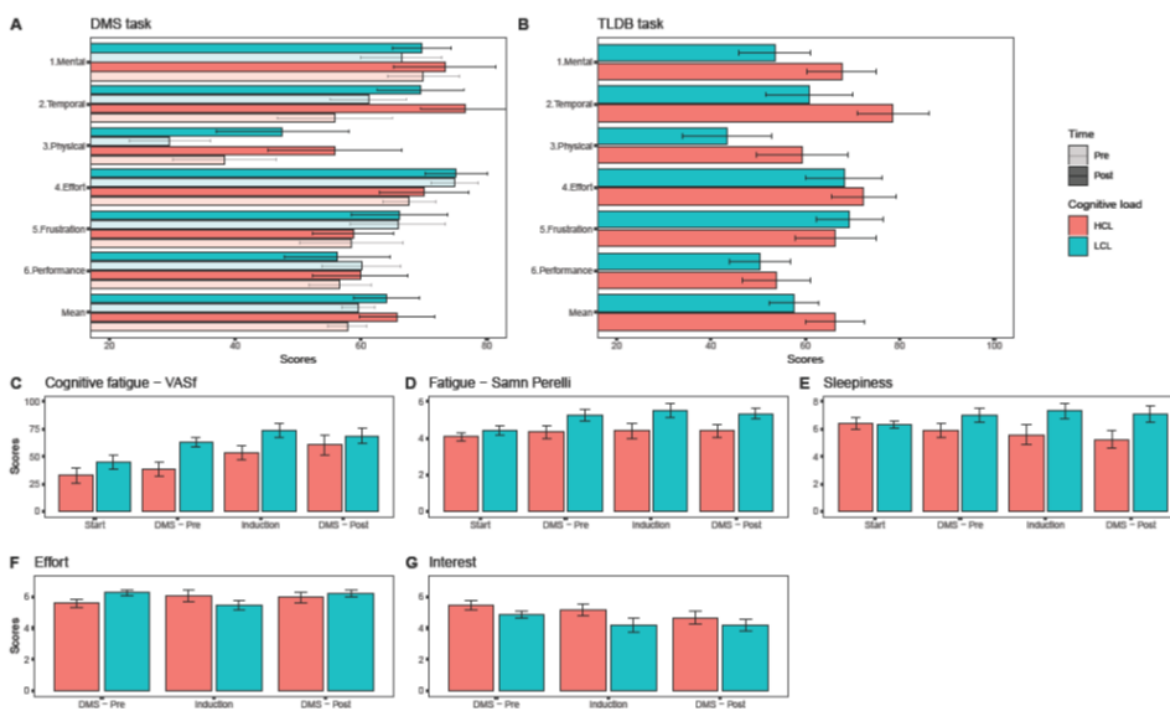 A DMS task
1.Mental
2.Temporal
3.Physical
4.Effort
5.Frustration
6.Performance
Mean
20 40 60 80
Scores
B TLDB task
1.Mental
2.Temporal
3.Physical
4.Effort
5.Frustration
6.Performance
Mean
20 40 60 80 100
Scores
Time
Pre
Post
Cognitive load
HCL
LCL
C Cognitive fatigue – VASf
Scores
100
75
50
25
0
Start DMS – Pre Induction DMS – Post
D Fatigue – Samn Perelli
6
4
2
0
Start DMS – Pre Induction DMS – Post
E Sleepiness
8
6
4
2
0
Start DMS – Pre Induction DMS – Post
F Effort
Scores
6
4
2
0
DMS – Pre Induction DMS – Post
G Interest
6
4
2
0
DMS – Pre Induction DMS – Post